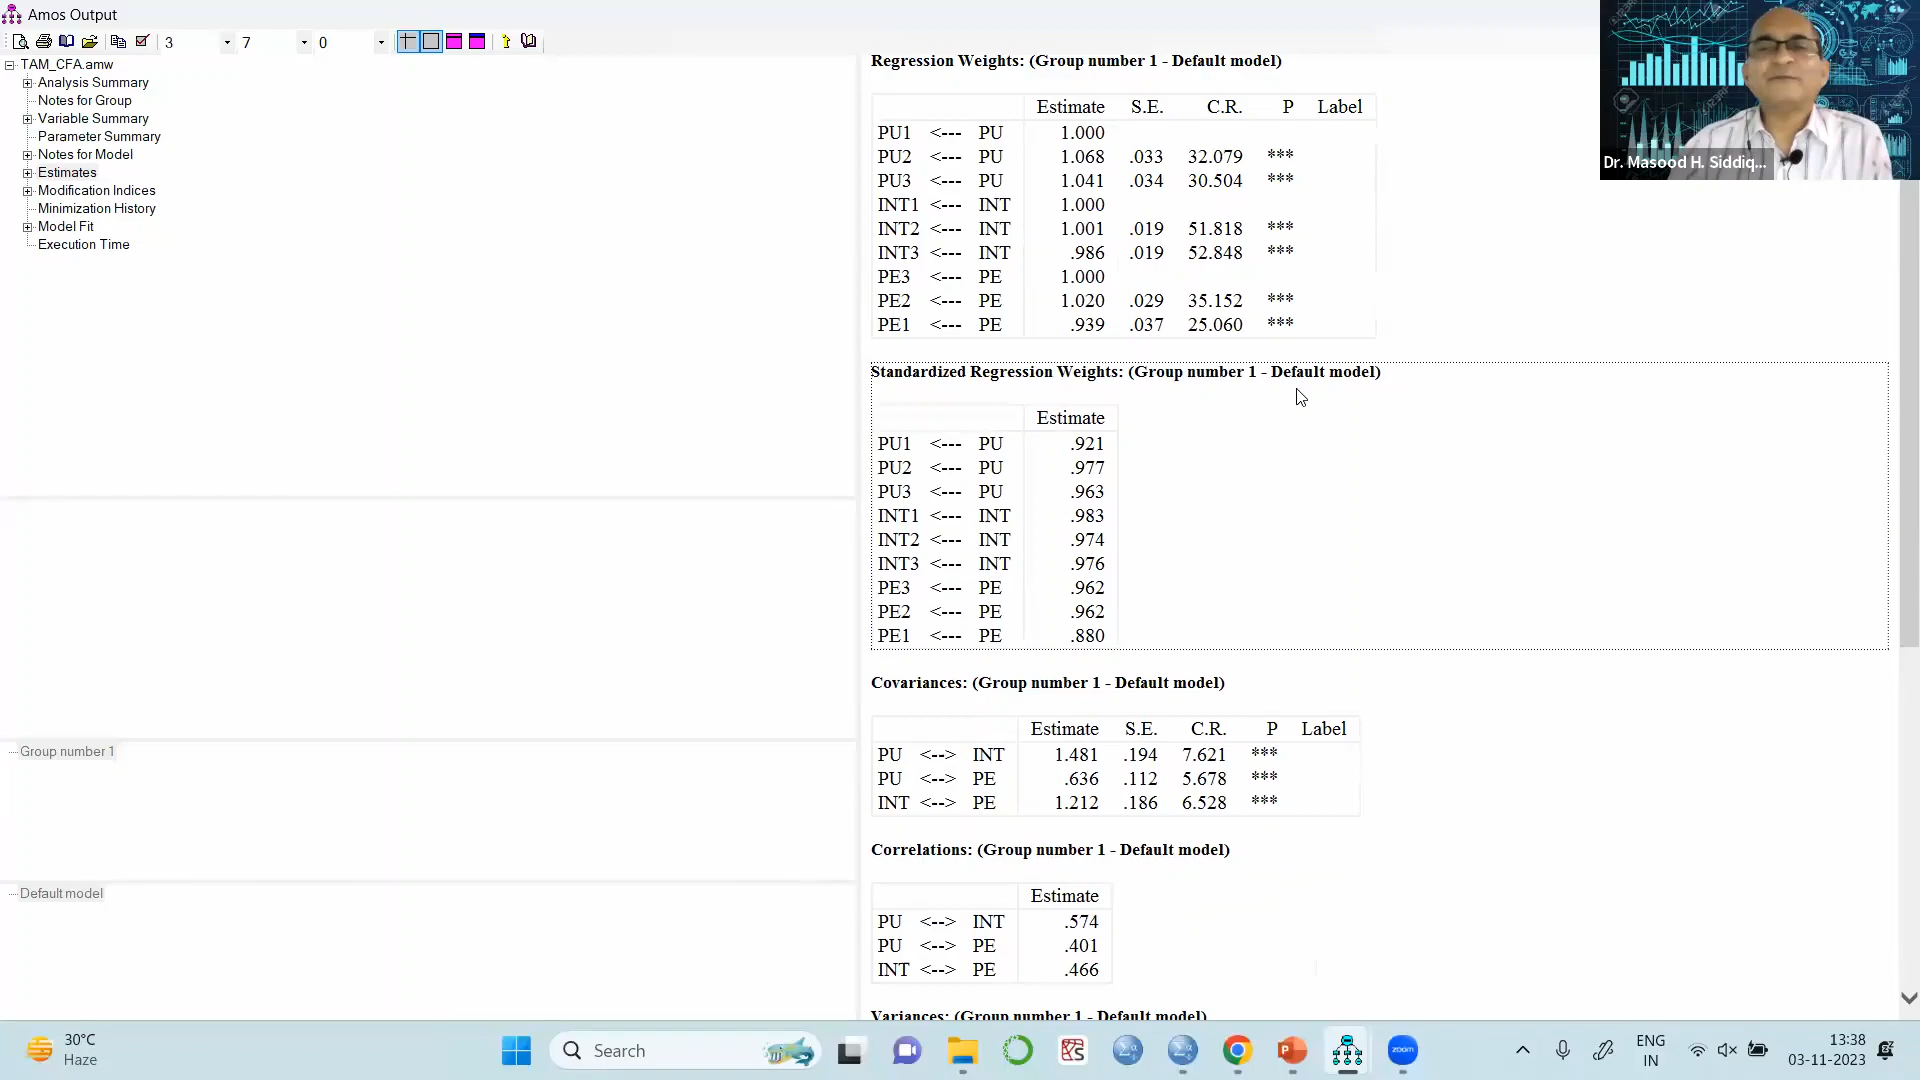 Amos Output
3 7 0
TAM_CFA.amw
Analysis Summary
Notes for Group
Variable Summary
Parameter Summary
Notes for Model
Estimates
Modification Indices
Minimization History
Model Fit
Execution Time
Group number 1
Default model
Regression Weights: (Group number 1 - Default model)
Estimate S.E. C.R. P Label
PU1 <--- PU 1.000
PU2 <--- PU 1.068 .033 32.079 ***
PU3 <--- PU 1.041 .034 30.504 ***
INT1 <--- INT 1.000
INT2 <--- INT 1.001 .019 51.818 ***
INT3 <--- INT .986 .019 52.848 ***
PE3 <--- PE 1.000
PE2 <--- PE 1.020 .029 35.152 ***
PE1 <--- PE .939 .037 25.060 ***
Standardized Regression Weights: (Group number 1 - Default model)
Estimate
PU1 <--- PU .921
PU2 <--- PU .977
PU3 <--- PU .963
INT1 <--- INT .983
INT2 <--- INT .974
INT3 <--- INT .976
PE3 <--- PE .962
PE2 <--- PE .962
PE1 <--- PE .880
Covariances: (Group number 1 - Default model)
Estimate S.E. C.R. P Label
PU <--> INT 1.481 .194 7.621 ***
PU <--> PE .636 .112 5.678 ***
INT <--> PE 1.212 .186 6.528 ***
Correlations: (Group number 1 - Default model)
Estimate
PU <--> INT .574
PU <--> PE .401
INT <--> PE .466
Variances: (Group number 1 - Default model)
Dr. Masood H. Siddiq...
30°C
Haze
Search
zoom
ENG
IN
13:38
03-11-2023